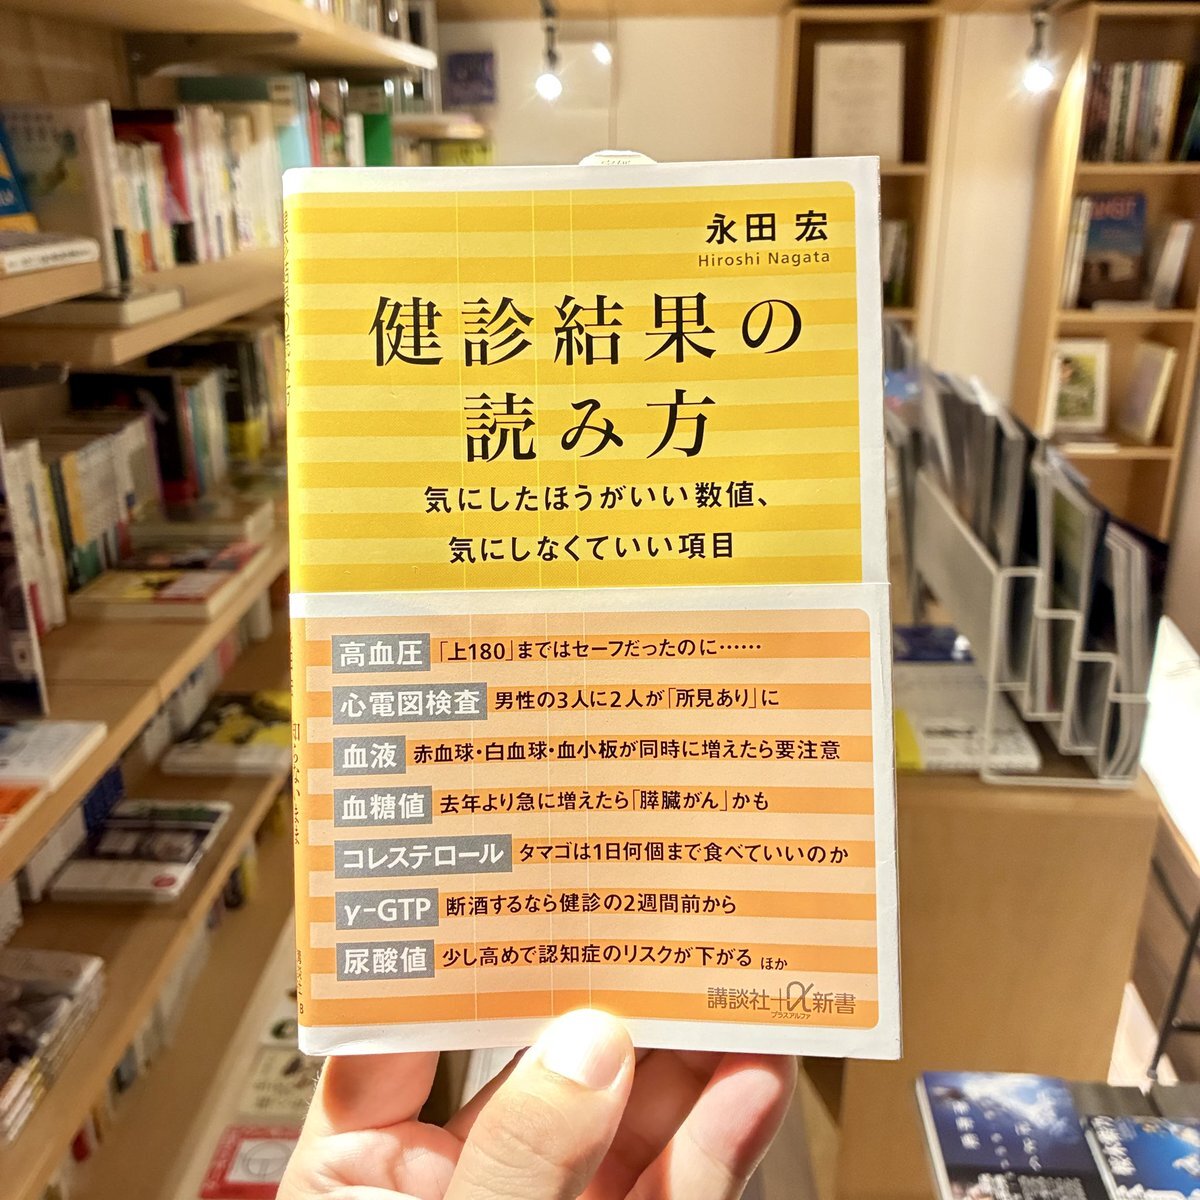 永田 宏
Hiroshi Nagata
健診結果の
読み方
気にしたほうがいい数値、
気にしなくていい項目
高血圧 「上180」まではセーフだったのに……
心電図検査 男性の3人に2人が「所見あり」に
血液 赤血球・白血球・血小板が同時に増えたら要注意
血糖値 去年より急に増えたら「膵臓がん」かも
コレステロール タマゴは1日何個まで食べていいのか
γ-GTP 断酒するなら健診の2週間前から
尿酸値 少し高めで認知症のリスクが下がる ほか
講談社+α新書
プラスアルファ